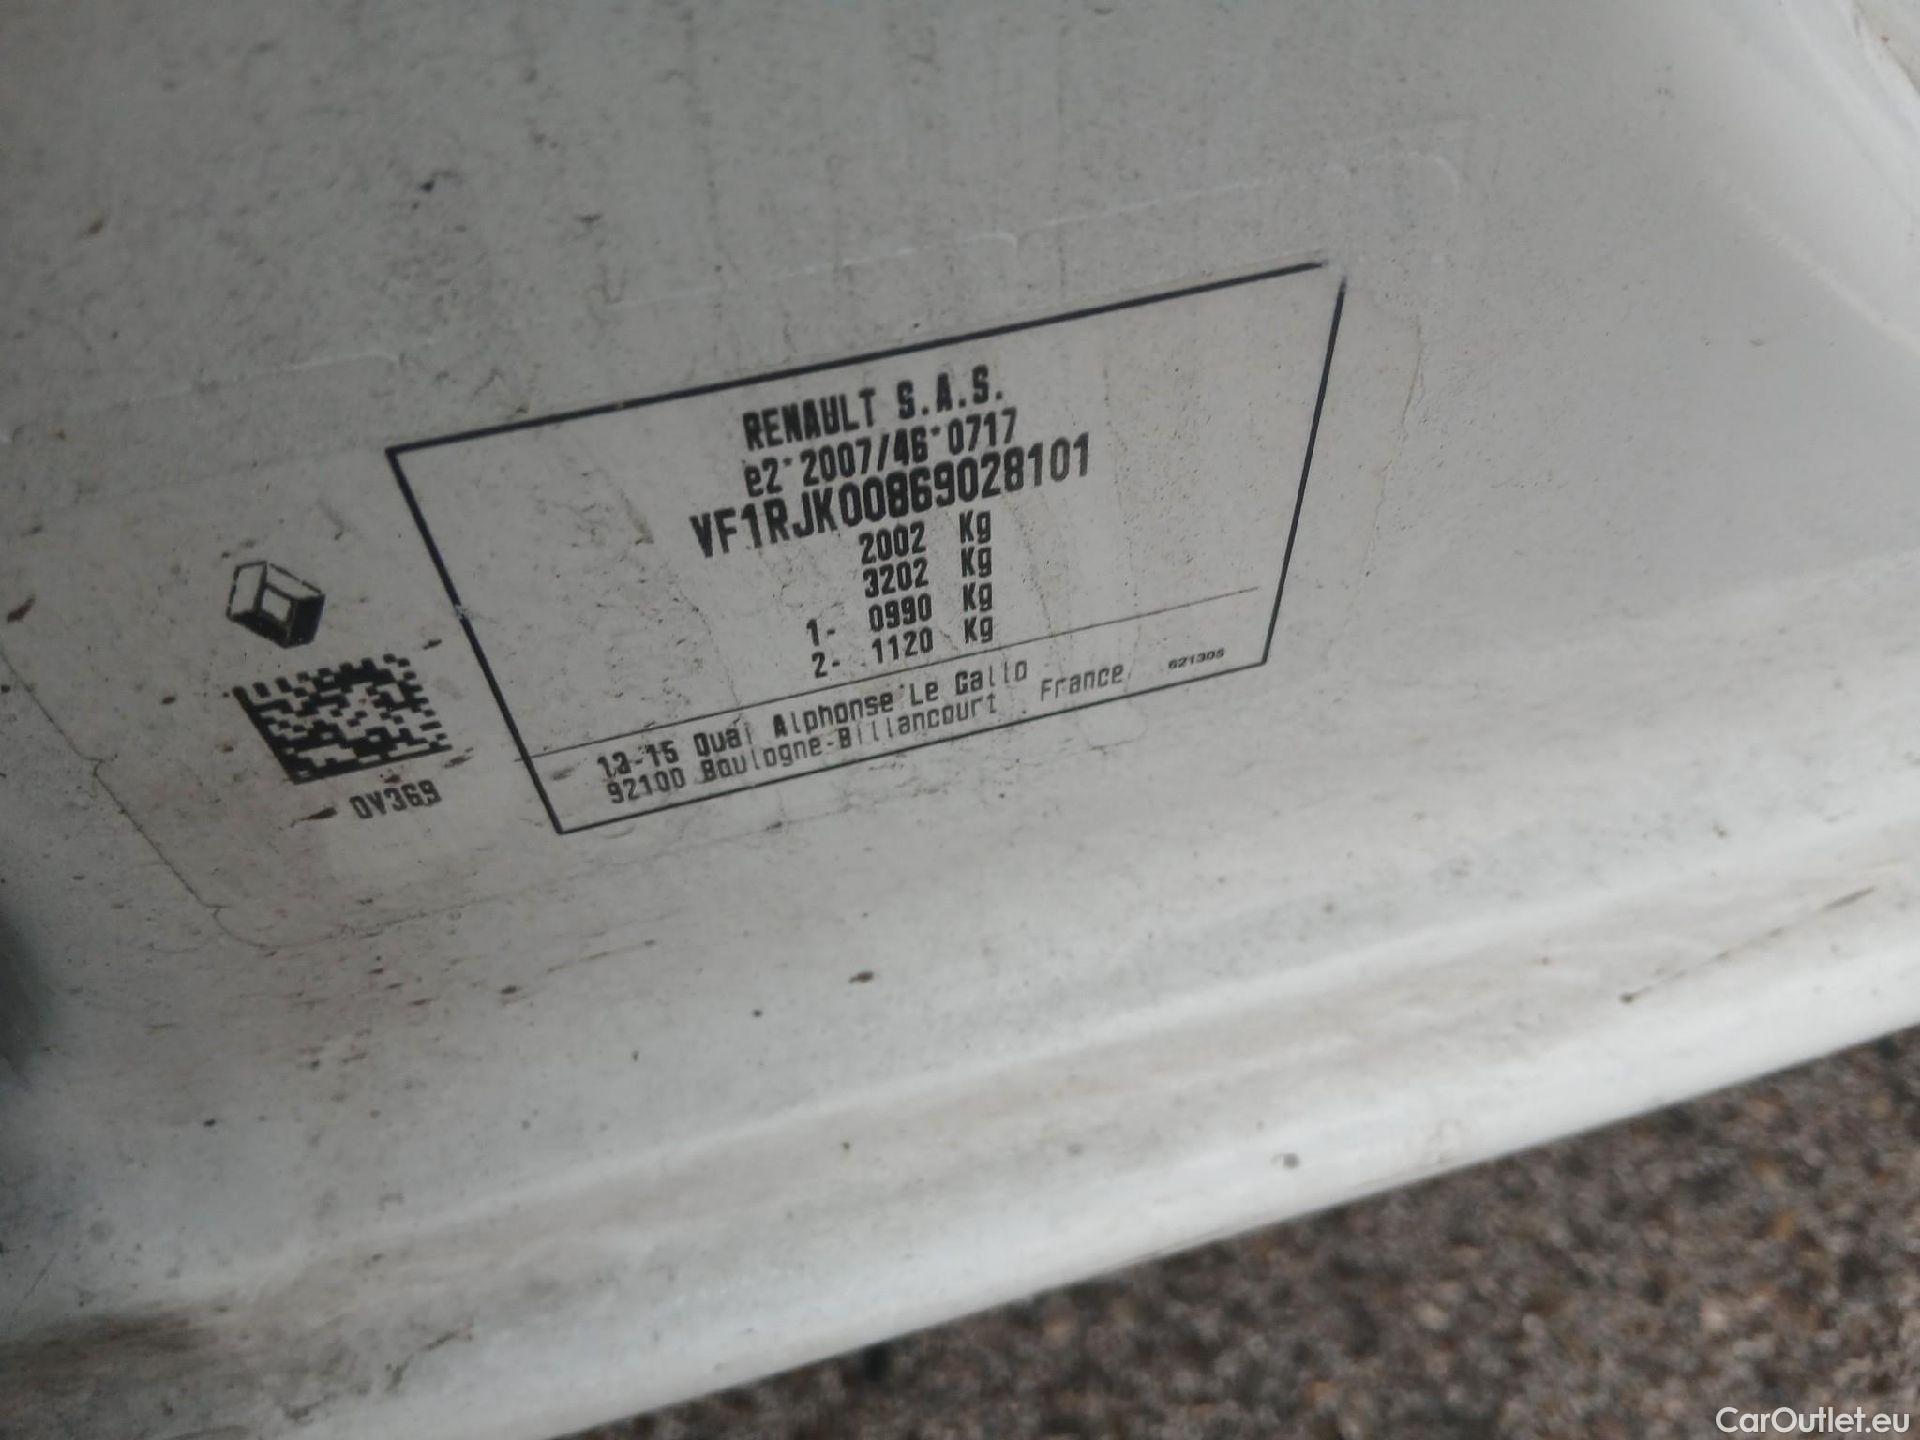 RENAULT S.A.S.
e2*2007/46*0717
VF1RJK00869028101
2002 Kg
3202 Kg
1- 0990 Kg
2- 1120 Kg
13-15 Quai Alphonse Le Gallo
92100 Boulogne-Billancourt France
621305
0V369
CarOutlet.eu